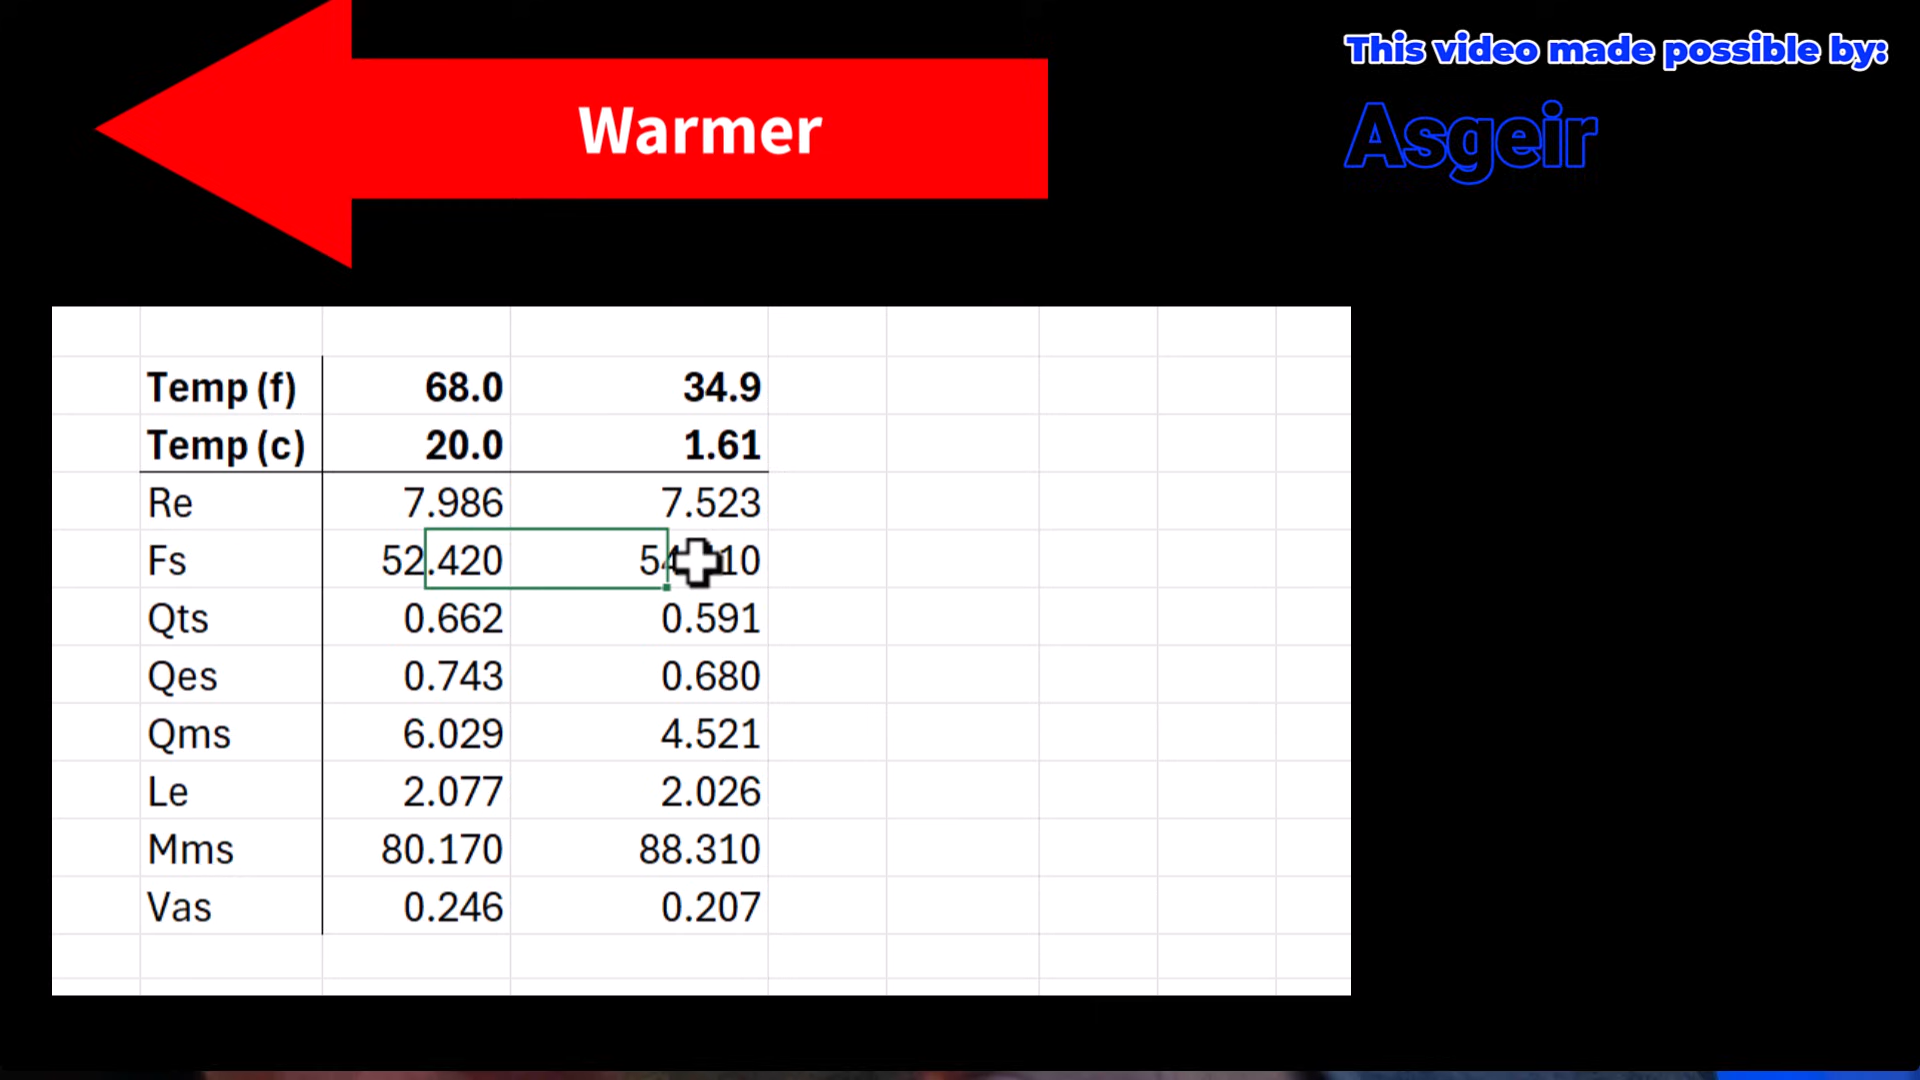 This video made possible by:
Warmer
Asgeir
Temp (f) 68.0 34.9
Temp (c) 20.0 1.61
Re 7.986 7.523
Fs 52.420
Qts 0.662 0.591
Qes 0.743 0.680
Qms 6.029 4.521
Le 2.077 2.026
Mms 80.170 88.310
Vas 0.246 0.207